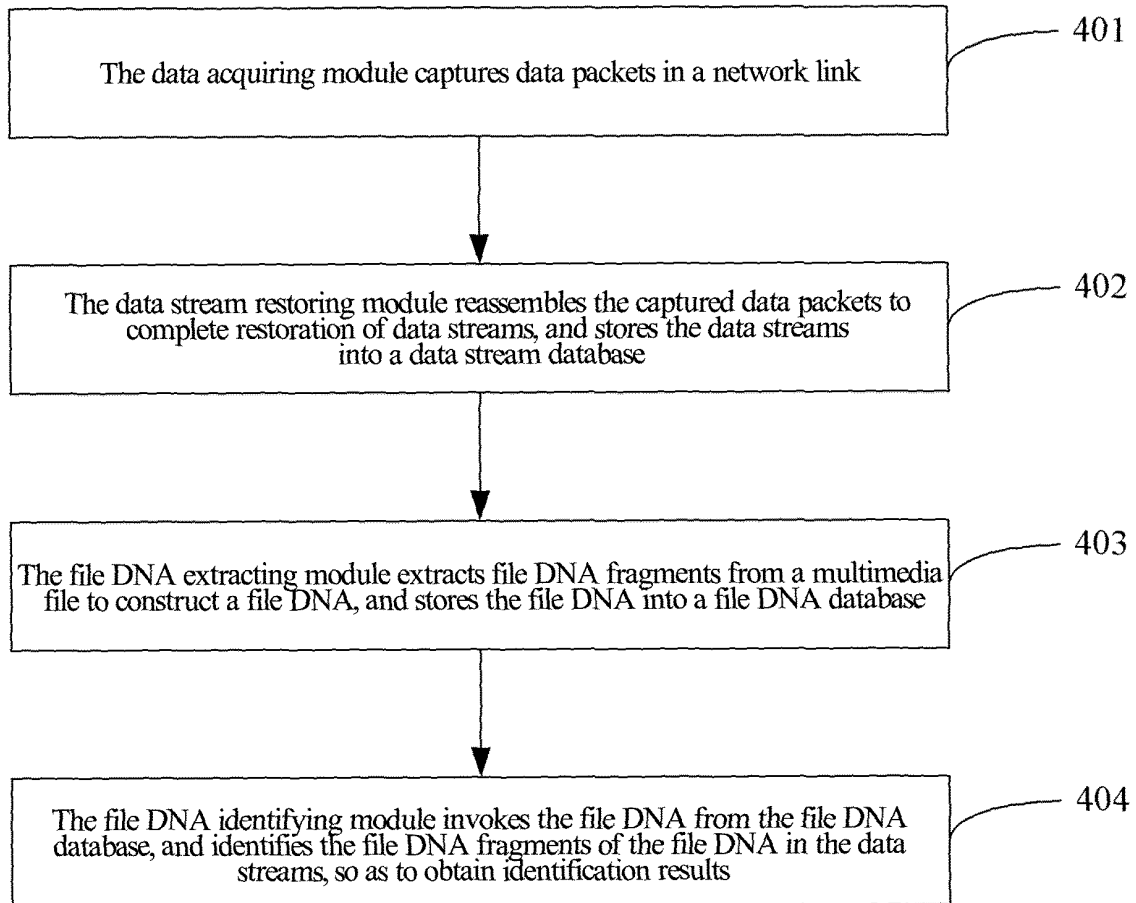 The data acquiring module captures data packets in a network link
401
The data stream restoring module reassembles the captured data packets to
complete restoration of data streams, and stores the data streams
into a data stream database
402
The file DNA extracting module extracts file DNA fragments from a multimedia
file to construct a file DNA, and stores the file DNA into a file DNA database
403
The file DNA identifying module invokes the file DNA from the file DNA
database, and identifies the file DNA fragments of the file DNA in the data
streams, so as to obtain identification results
404